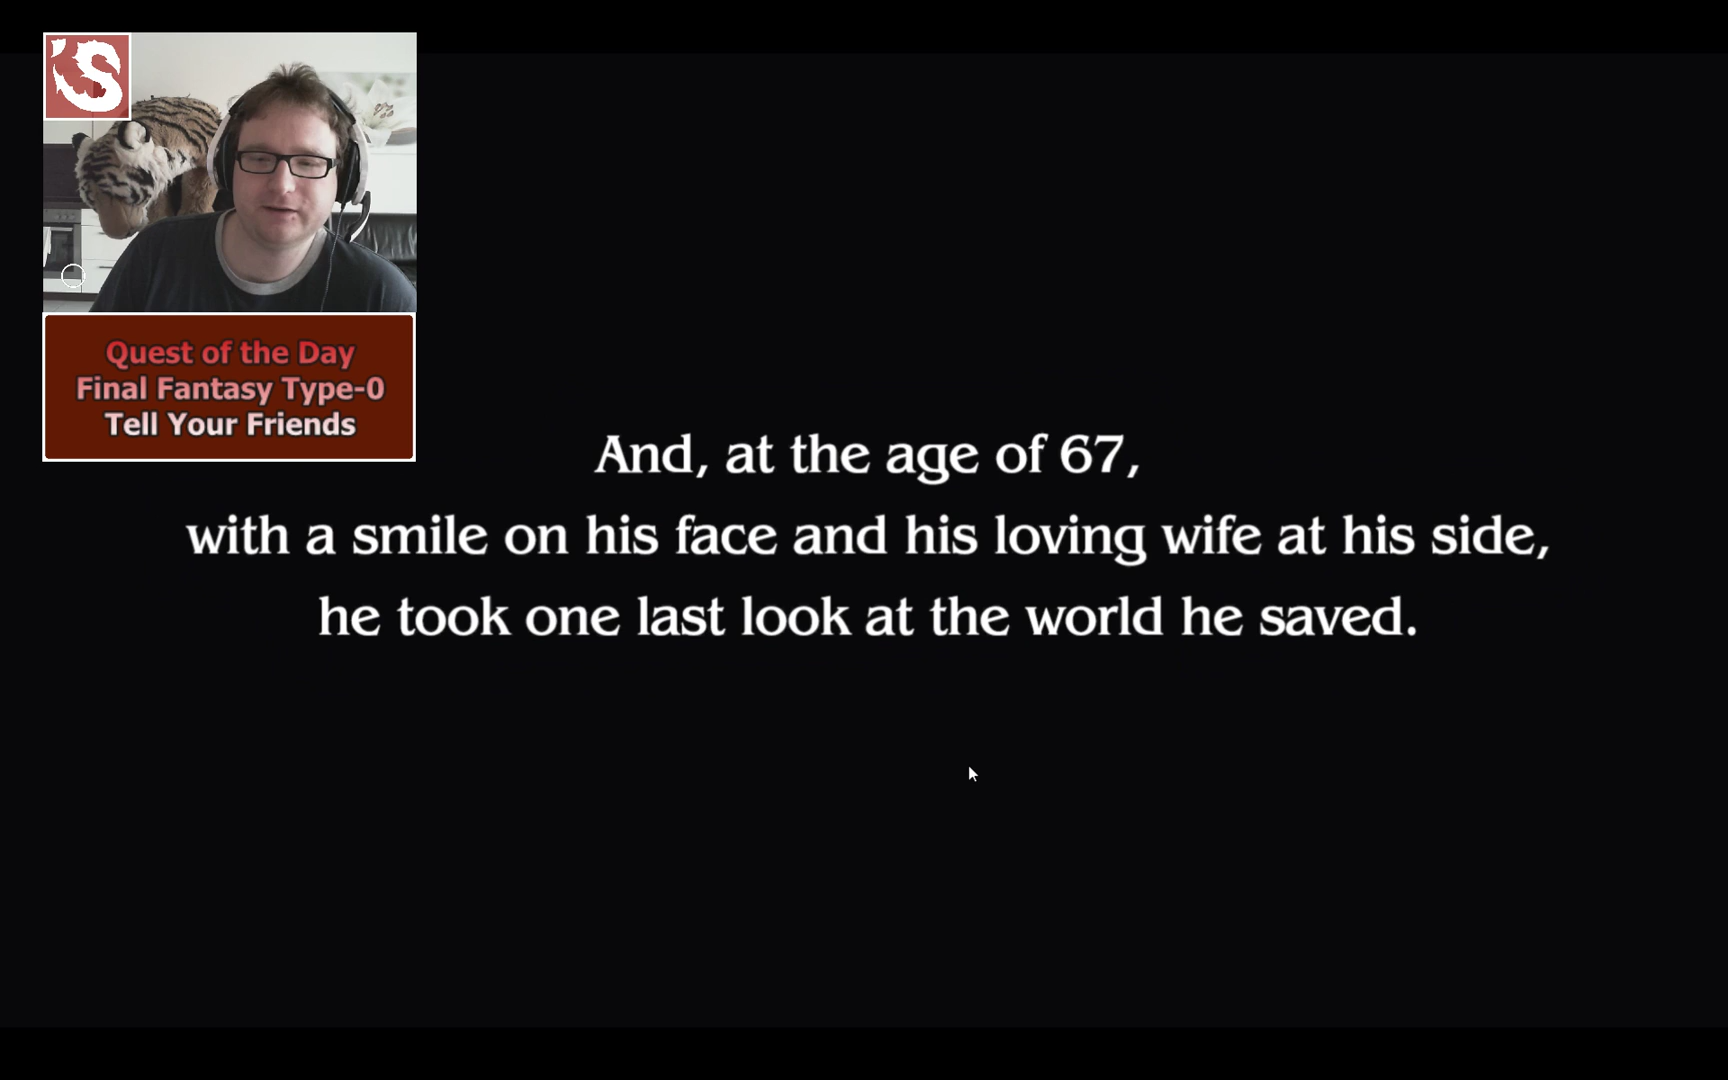 S
Quest of the Day
Final Fantasy Type-0
Tell Your Friends
And, at the age of 67,
with a smile on his face and his loving wife at his side,
he took one last look at the world he saved.